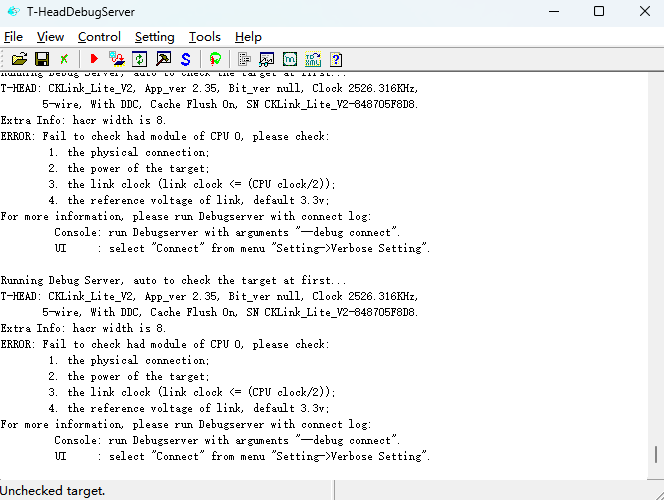 T-HeadDebugServer
File View Control Setting Tools Help
Running Debug Server, auto to check the target at first...
T-HEAD: CKLink_Lite_V2, App_ver 2.35, Bit_ver null, Clock 2526.316KHz,
5-wire, With DDC, Cache Flush On, SN CKLink_Lite_V2-848705F8D8.
Extra Info: hacr width is 8.
ERROR: Fail to check had module of CPU 0, please check:
1. the physical connection;
2. the power of the target;
3. the link clock (link clock <= (CPU clock/2));
4. the reference voltage of link, default 3.3v;
For more information, please run Debugserver with connect log:
Console: run Debugserver with arguments "--debug connect".
UI : select "Connect" from menu "Setting->Verbose Setting".
Running Debug Server, auto to check the target at first...
T-HEAD: CKLink_Lite_V2, App_ver 2.35, Bit_ver null, Clock 2526.316KHz,
5-wire, With DDC, Cache Flush On, SN CKLink_Lite_V2-848705F8D8.
Extra Info: hacr width is 8.
ERROR: Fail to check had module of CPU 0, please check:
1. the physical connection;
2. the power of the target;
3. the link clock (link clock <= (CPU clock/2));
4. the reference voltage of link, default 3.3v;
For more information, please run Debugserver with connect log:
Console: run Debugserver with arguments "--debug connect".
UI : select "Connect" from menu "Setting->Verbose Setting".
Unchecked target.